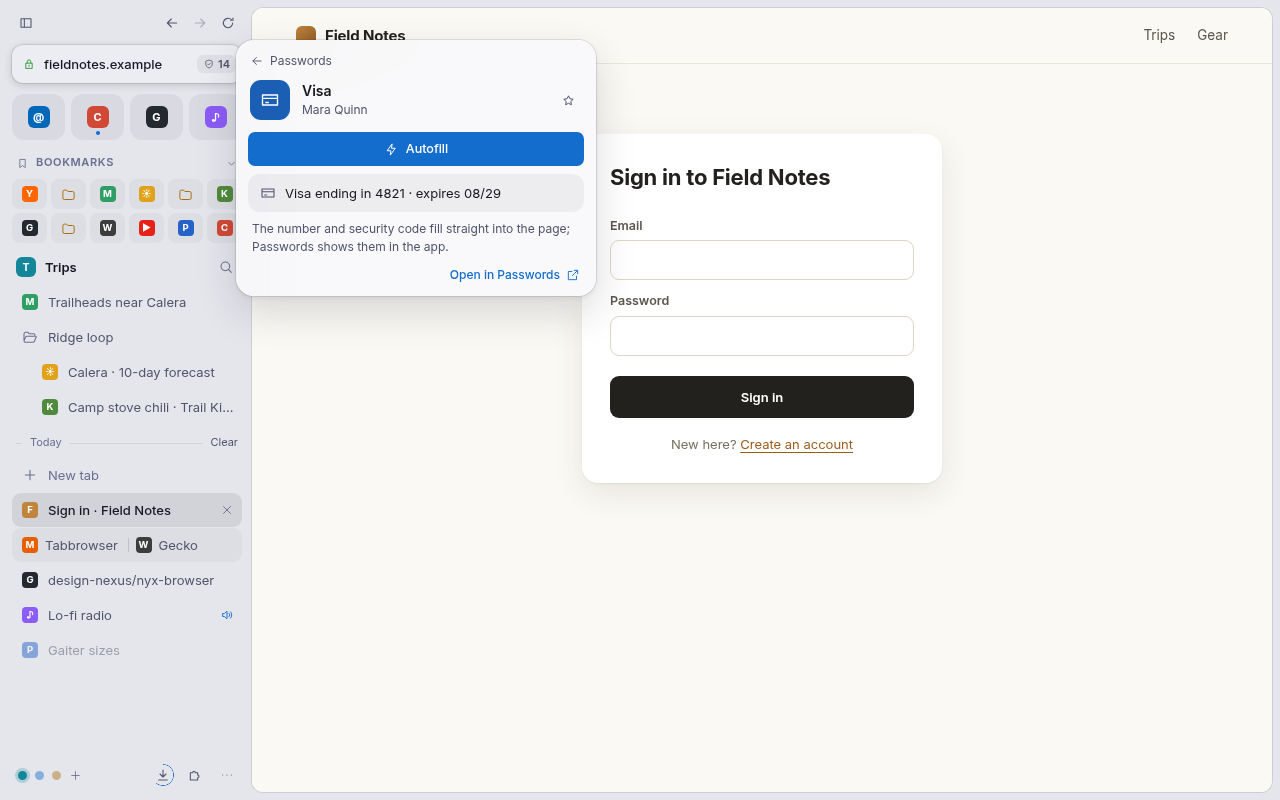 fieldnotes.example
14
@
C
G
BOOKMARKS
Y
M
K
G
W
P
C
T Trips
M Trailheads near Calera
Ridge loop
Calera · 10-day forecast
K Camp stove chili · Trail Ki...
Today
Clear
New tab
F Sign in · Field Notes
M Tabbrowser
W Gecko
G design-nexus/nyx-browser
Lo-fi radio
P Gaiter sizes
Field Notes
Trips
Gear
Passwords
Visa
Mara Quinn
Autofill
Visa ending in 4821 · expires 08/29
The number and security code fill straight into the page;
Passwords shows them in the app.
Open in Passwords
Sign in to Field Notes
Email
Password
Sign in
New here? Create an account